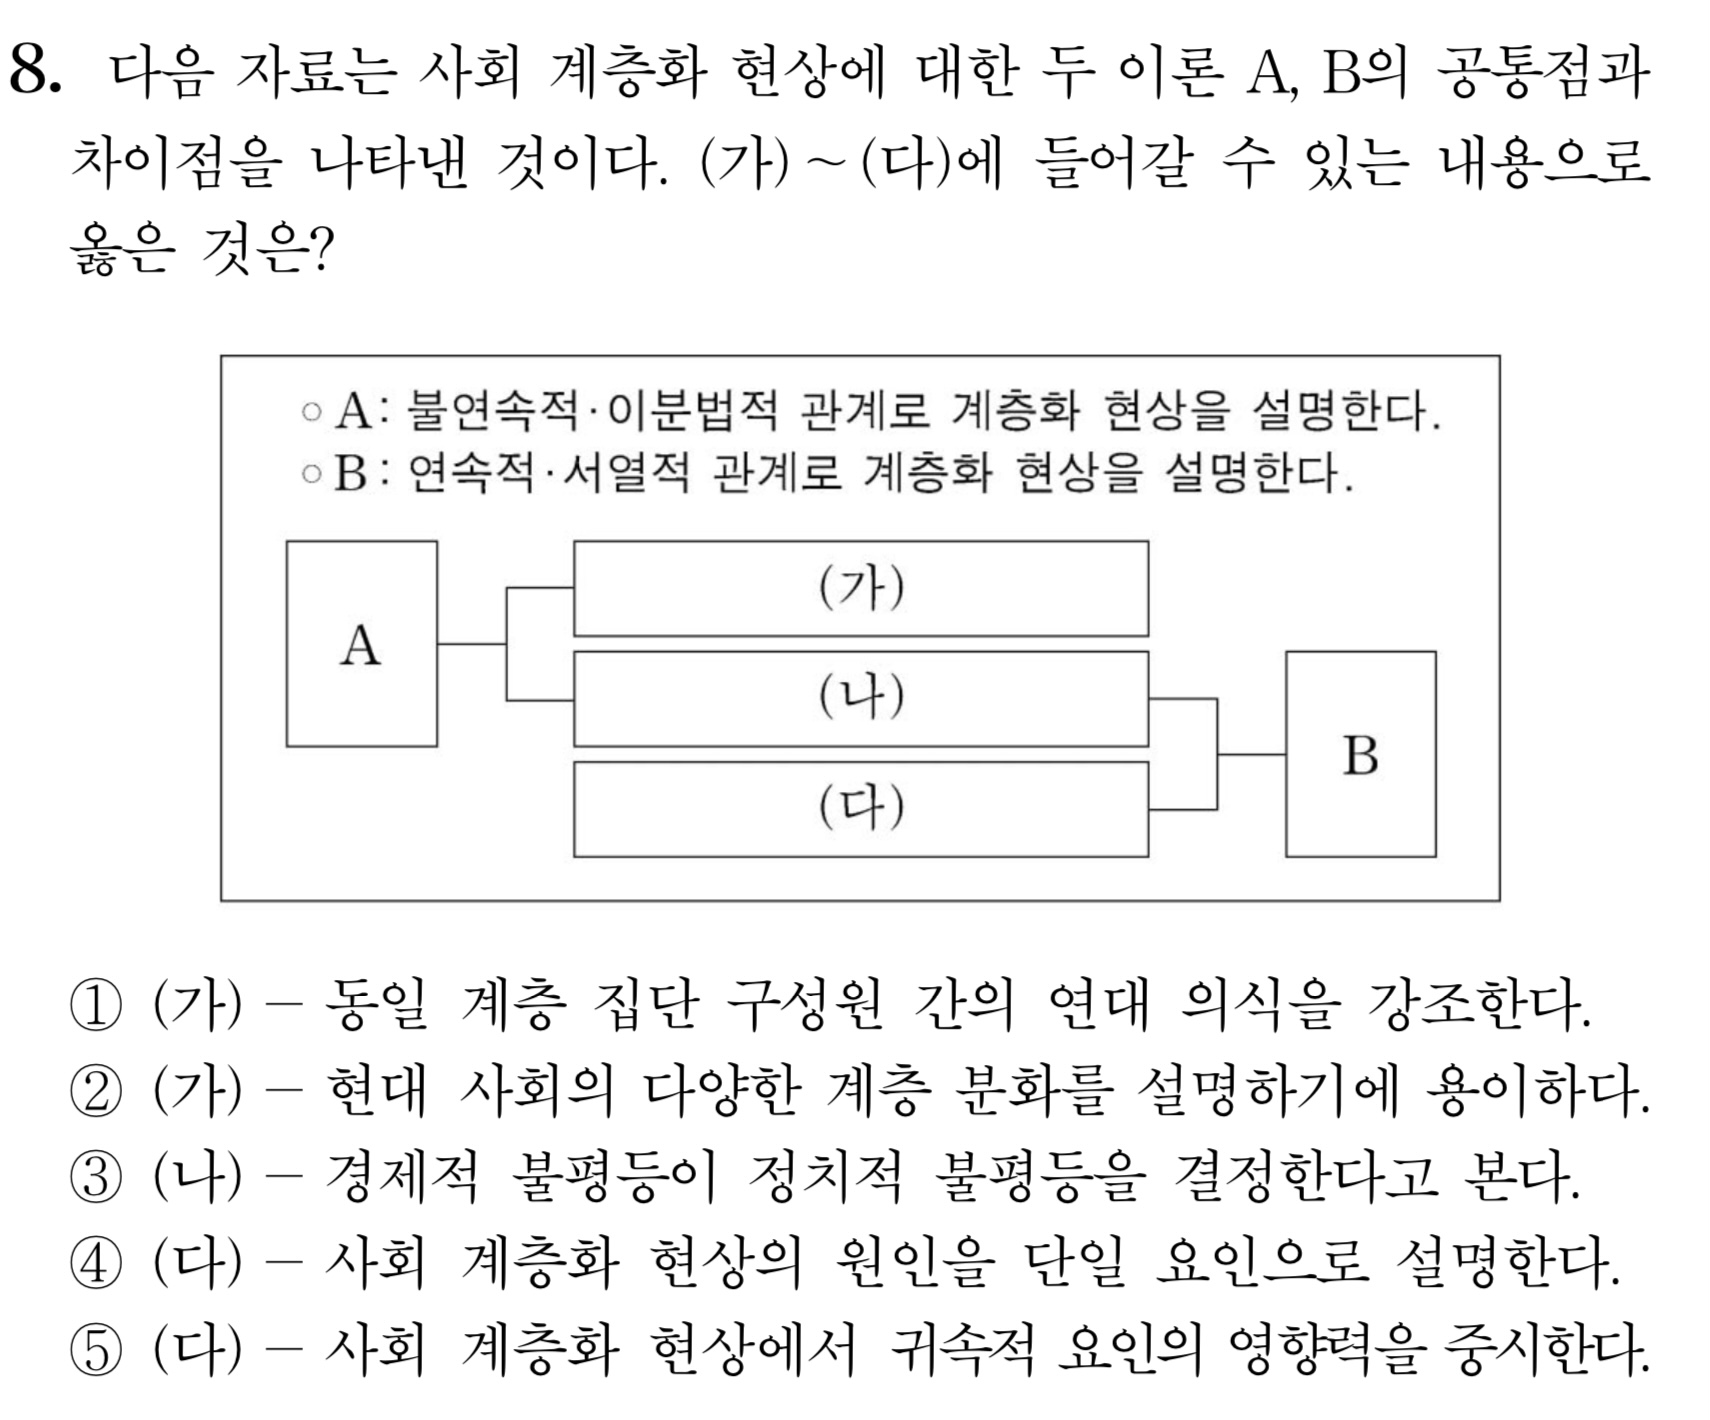 8. 다음 자료는 사회 계층화 현상에 대한 두 이론 A, B의 공통점과
차이점을 나타낸 것이다. (가)~(다)에 들어갈 수 있는 내용으로
옳은 것은?
○ A: 불연속적·이분법적 관계로 계층화 현상을 설명한다.
○ B: 연속적·서열적 관계로 계층화 현상을 설명한다.
(가)
A
(나)
B
(다)
① (가) - 동일 계층 집단 구성원 간의 연대 의식을 강조한다.
② (가) - 현대 사회의 다양한 계층 분화를 설명하기에 용이하다.
③ (나) - 경제적 불평등이 정치적 불평등을 결정한다고 본다.
④ (다) - 사회 계층화 현상의 원인을 단일 요인으로 설명한다.
⑤ (다) - 사회 계층화 현상에서 귀속적 요인의 영향력을 중시한다.